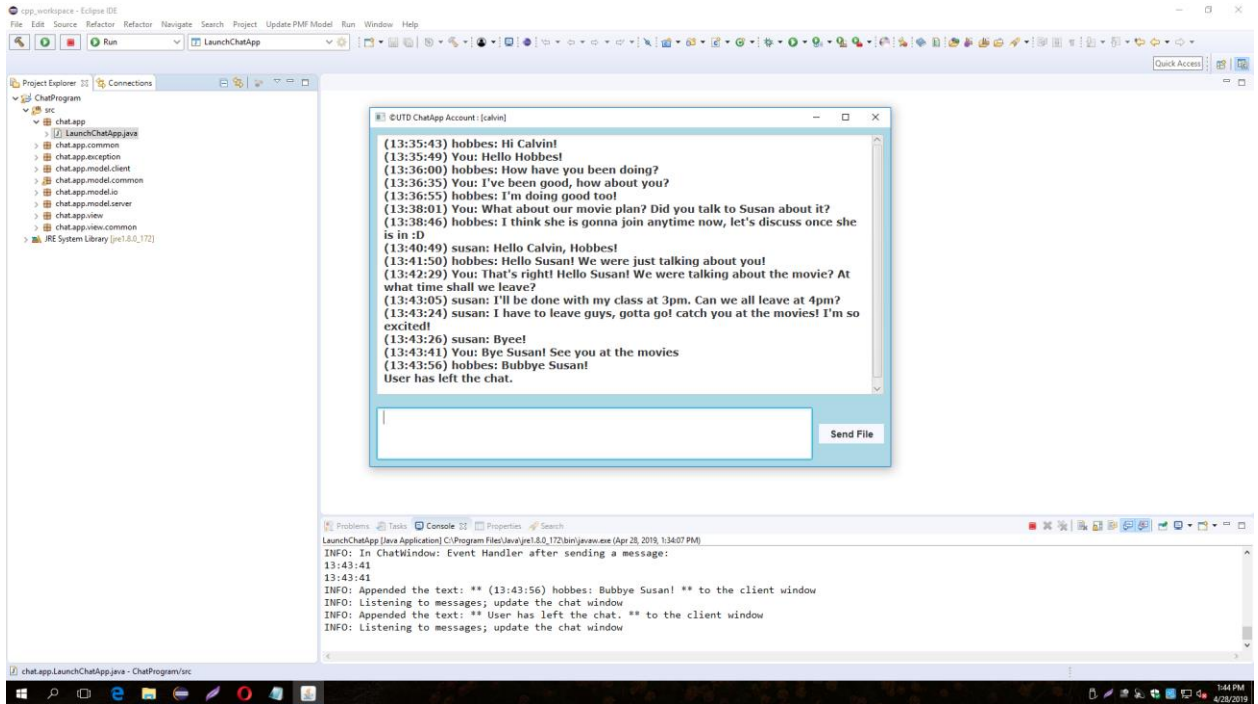 cpp_workspace - Eclipse IDE
File Edit Source Refactor Refactor Navigate Search Project Update PMF Model Run Window Help
Run LaunchChatApp
Quick Access
Project Explorer Connections
ChatProgram
src
chat.app
LaunchChatApp.java
chat.app.common
chat.app.exception
chat.app.model.client
chat.app.model.common
chat.app.model.io
chat.app.model.server
chat.app.view
chat.app.view.common
JRE System Library [jre1.8.0_172]
©UTD ChatApp Account : [calvin]
(13:35:43) hobbes: Hi Calvin!
(13:35:49) You: Hello Hobbes!
(13:36:00) hobbes: How have you been doing?
(13:36:35) You: I've been good, how about you?
(13:36:55) hobbes: I'm doing good too!
(13:38:01) You: What about our movie plan? Did you talk to Susan about it?
(13:38:46) hobbes: I think she is gonna join anytime now, let's discuss once she
is in :D
(13:40:49) susan: Hello Calvin, Hobbes!
(13:41:50) hobbes: Hello Susan! We were just talking about you!
(13:42:29) You: That's right! Hello Susan! We were talking about the movie? At
what time shall we leave?
(13:43:05) susan: I'll be done with my class at 3pm. Can we all leave at 4pm?
(13:43:24) susan: I have to leave guys, gotta go! catch you at the movies! I'm so
excited!
(13:43:26) susan: Byee!
(13:43:41) You: Bye Susan! See you at the movies
(13:43:56) hobbes: Bubbye Susan!
User has left the chat.
Send File
Problems Tasks Console Properties Search
LaunchChatApp [Java Application] C:\Program Files\Java\jre1.8.0_172\bin\javaw.exe (Apr 28, 2019, 1:34:07 PM)
INFO: In ChatWindow: Event Handler after sending a message:
13:43:41
13:43:41
INFO: Appended the text: ** (13:43:56) hobbes: Bubbye Susan! ** to the client window
INFO: Listening to messages; update the chat window
INFO: Appended the text: ** User has left the chat. ** to the client window
INFO: Listening to messages; update the chat window
chat.app.LaunchChatApp.java - ChatProgram/src
1:44 PM
4/28/2019